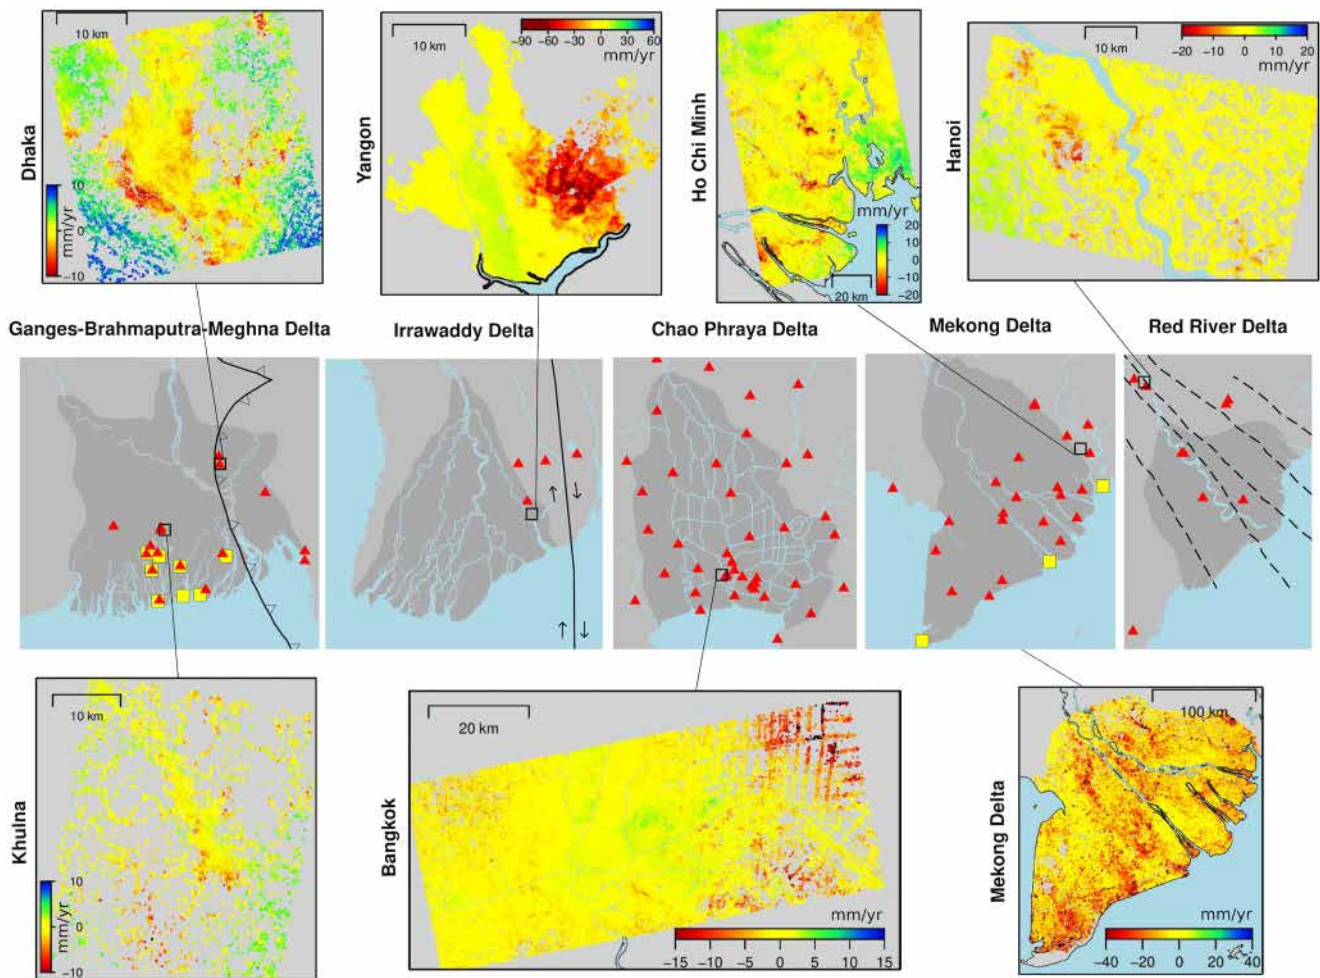 Dhaka
10 km
10
0
−10
mm/yr
Yangon
10 km
−90 −60 −30 0 30 60
mm/yr
Ho Chi Minh
mm/yr
20
10
0
−10
−20
20 km
Hanoi
10 km
−20 −10 0 10 20
mm/yr
Ganges-Brahmaputra-Meghna Delta
Irrawaddy Delta
Chao Phraya Delta
Mekong Delta
Red River Delta
Khulna
10 km
10
0
−10
mm/yr
Bangkok
20 km
mm/yr
−15 −10 −5 0 5 10 15
Mekong Delta
100 km
mm/yr
−40 −20 0 20 40